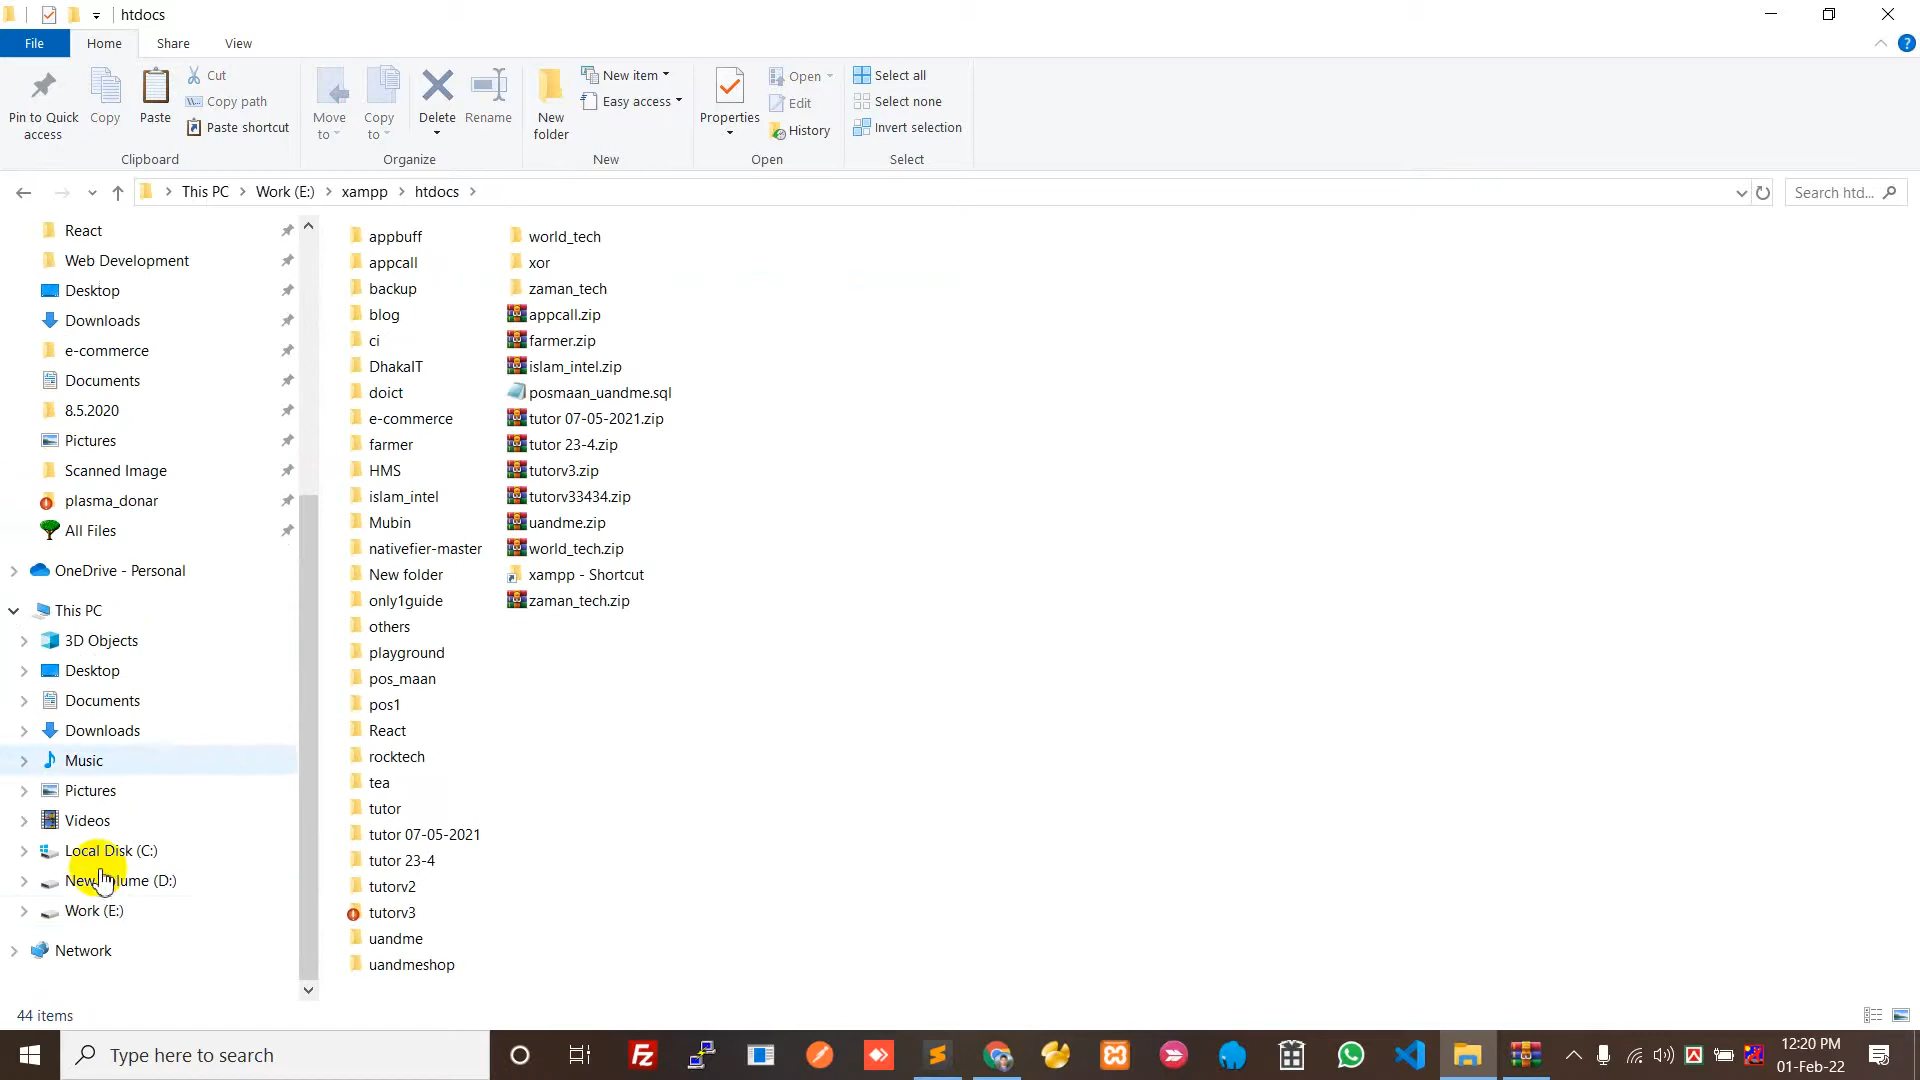 htdocs
File Home Share View
Pin to Quick access
Copy
Paste
Cut
Copy path
Paste shortcut
Clipboard
Move to
Copy to
Delete
Rename
Organize
New folder
New item
Easy access
New
Properties
Open
Edit
History
Open
Select all
Select none
Invert selection
Select
This PC > Work (E:) > xampp > htdocs >
Search htd...
React
Web Development
Desktop
Downloads
e-commerce
Documents
8.5.2020
Pictures
Scanned Image
plasma_donar
All Files
OneDrive - Personal
This PC
3D Objects
Desktop
Documents
Downloads
Music
Pictures
Videos
Local Disk (C:)
New Volume (D:)
Work (E:)
Network
appbuff
appcall
backup
blog
ci
DhakaIT
doict
e-commerce
farmer
HMS
islam_intel
Mubin
nativefier-master
New folder
only1guide
others
playground
pos_maan
pos1
React
rocktech
tea
tutor
tutor 07-05-2021
tutor 23-4
tutorv2
tutorv3
uandme
uandmeshop
world_tech
xor
zaman_tech
appcall.zip
farmer.zip
islam_intel.zip
posmaan_uandme.sql
tutor 07-05-2021.zip
tutor 23-4.zip
tutorv3.zip
tutorv33434.zip
uandme.zip
world_tech.zip
xampp - Shortcut
zaman_tech.zip
44 items
Type here to search
12:20 PM
01-Feb-22